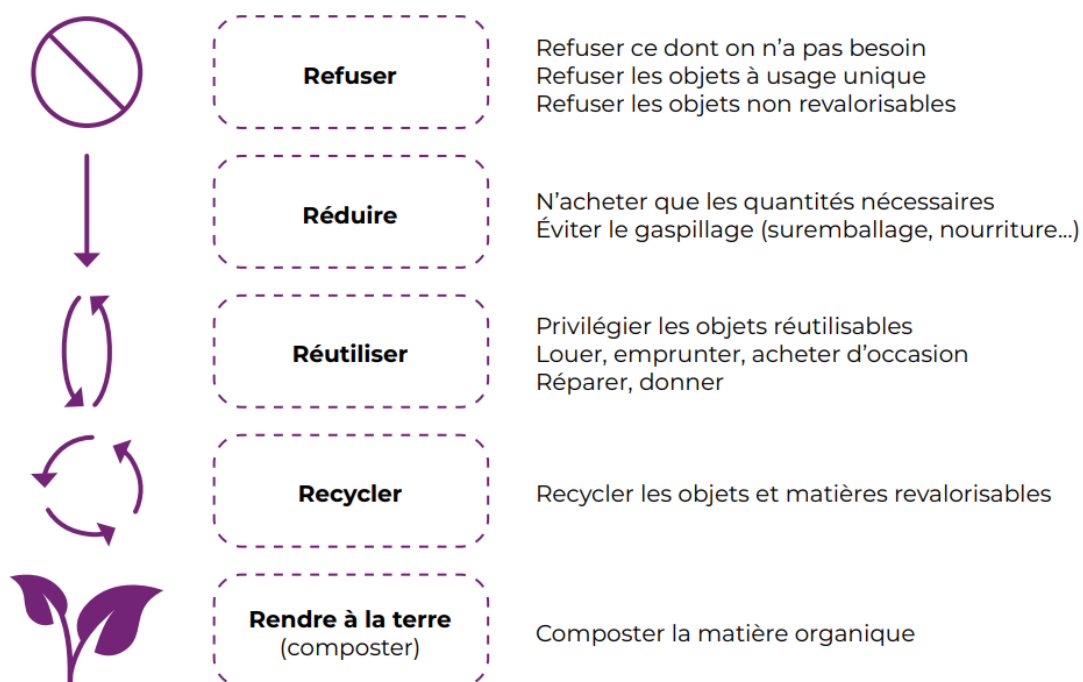 Refuser
Refuser ce dont on n'a pas besoin
Refuser les objets à usage unique
Refuser les objets non revalorisables
Réduire
N'acheter que les quantités nécessaires
Éviter le gaspillage (suremballage, nourriture...)
Réutiliser
Privilégier les objets réutilisables
Louer, emprunter, acheter d'occasion
Réparer, donner
Recycler
Recycler les objets et matières revalorisables
Rendre à la terre
(composter)
Composter la matière organique